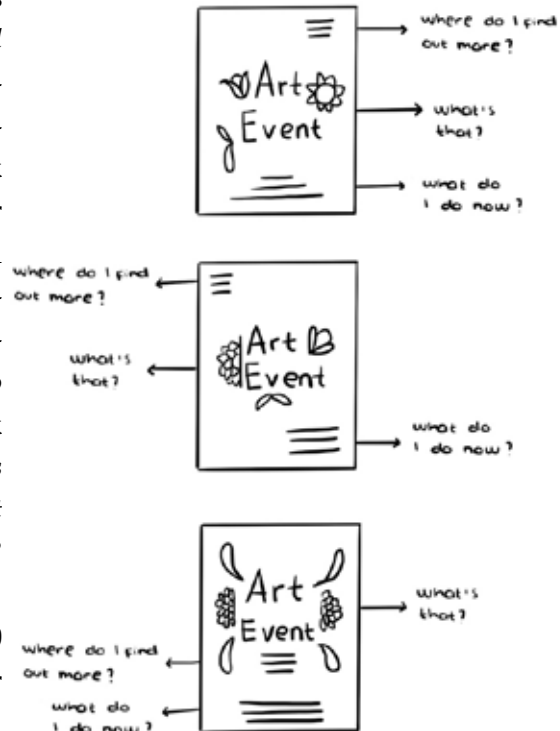 where do I find
out more?
Art
Event
what's
that?
what do
I do now?
where do I find
out more?
what's
that?
Art
Event
what do
I do now?
Art
Event
what's
that?
where do I find
out more?
what do
I do now?